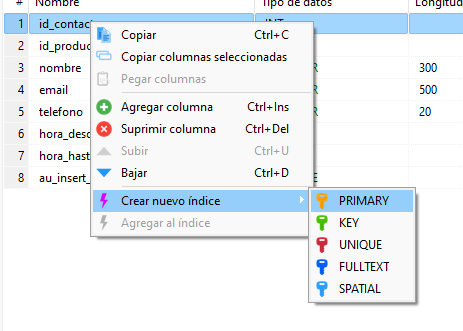 # Nombre Tipo de datos Longitud
1 id_contac INT
2 id_produc
3 nombre R 300
4 email R 500
5 telefono R 20
6 hora_desd
7 hora_hast
8 au_insert_ E
Copiar Ctrl+C
Copiar columnas seleccionadas
Pegar columnas
Agregar columna Ctrl+Ins
Suprimir columna Ctrl+Del
Subir Ctrl+U
Bajar Ctrl+D
Crear nuevo índice
Agregar al índice
PRIMARY
KEY
UNIQUE
FULLTEXT
SPATIAL